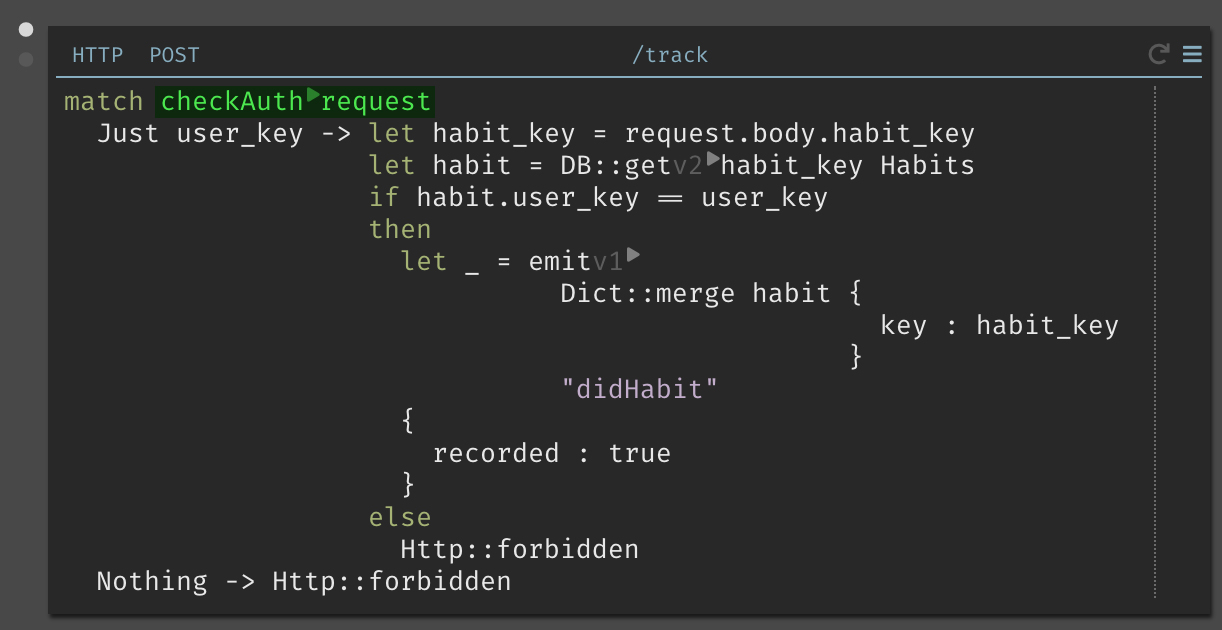 HTTP POST /track
match checkAuth request
Just user_key -> let habit_key = request.body.habit_key
let habit = DB::getv2 habit_key Habits
if habit.user_key == user_key
then
let _ = emitv1
Dict::merge habit {
key : habit_key
}
"didHabit"
{
recorded : true
}
else
Http::forbidden
Nothing -> Http::forbidden